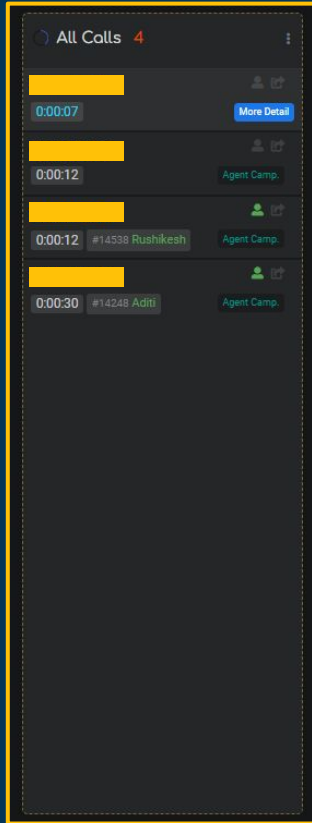 All Calls 4
0:00:07 More Detail
0:00:12 Agent Camp.
0:00:12 #14538 Rushikesh Agent Camp.
0:00:30 #14248 Aditi Agent Camp.